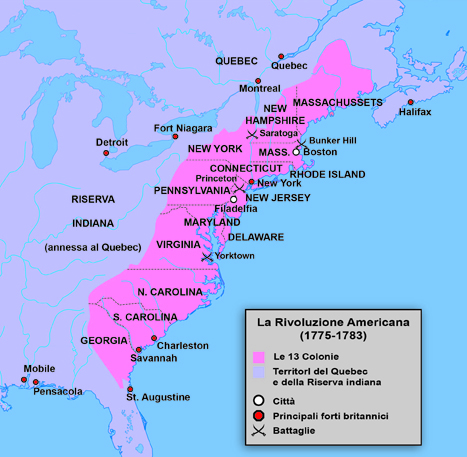 QUEBEC
Quebec
Montreal
MASSACHUSSETS
NEW
HAMPSHIRE
Halifax
Fort Niagara
Saratoga
Bunker Hill
Detroit
NEW YORK
MASS.
Boston
CONNECTICUT
RHODE ISLAND
Princeton
New York
PENNSYLVANIA
NEW JERSEY
RISERVA
INDIANA
(annessa al Quebec)
Filadelfia
MARYLAND
DELAWARE
VIRGINIA
Yorktown
N. CAROLINA
S. CAROLINA
GEORGIA
Charleston
Savannah
Mobile
Pensacola
St. Augustine
La Rivoluzione Americana
(1775-1783)
Le 13 Colonie
Territori del Quebec
e della Riserva indiana
Città
Principali forti britannici
Battaglie